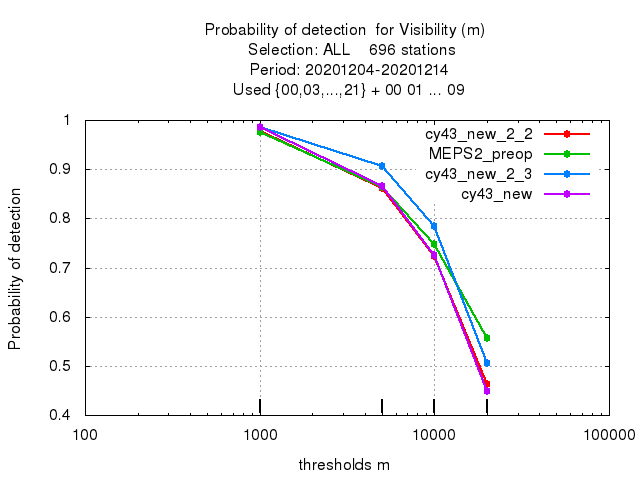 Probability of detection  for Visibility (m)
Selection: ALL    696 stations
Period: 20201204-20201214
Used {00,03,...,21} + 00 01 ... 09
cy43_new_2_2
MEPS2_preop
cy43_new_2_3
cy43_new
Probability of detection
1
0.9
0.8
0.7
0.6
0.5
0.4
100
1000
10000
100000
thresholds m